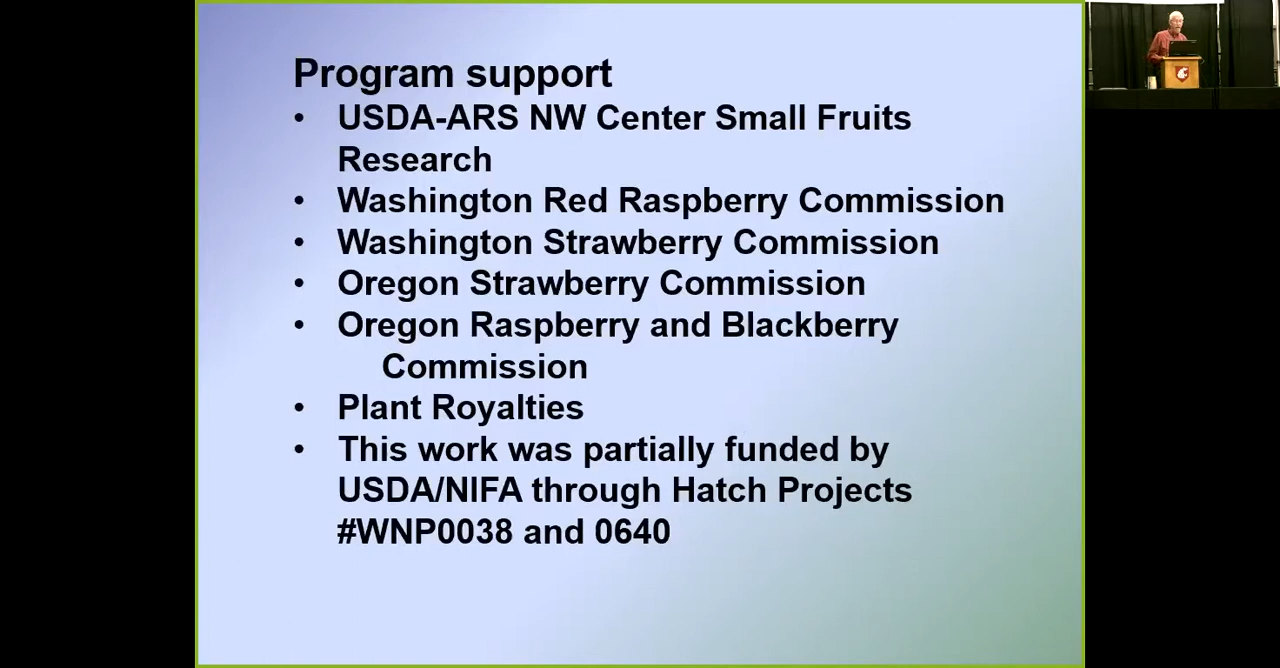 Program support
• USDA-ARS NW Center Small Fruits
Research
• Washington Red Raspberry Commission
• Washington Strawberry Commission
• Oregon Strawberry Commission
• Oregon Raspberry and Blackberry
Commission
• Plant Royalties
• This work was partially funded by
USDA/NIFA through Hatch Projects
#WNP0038 and 0640